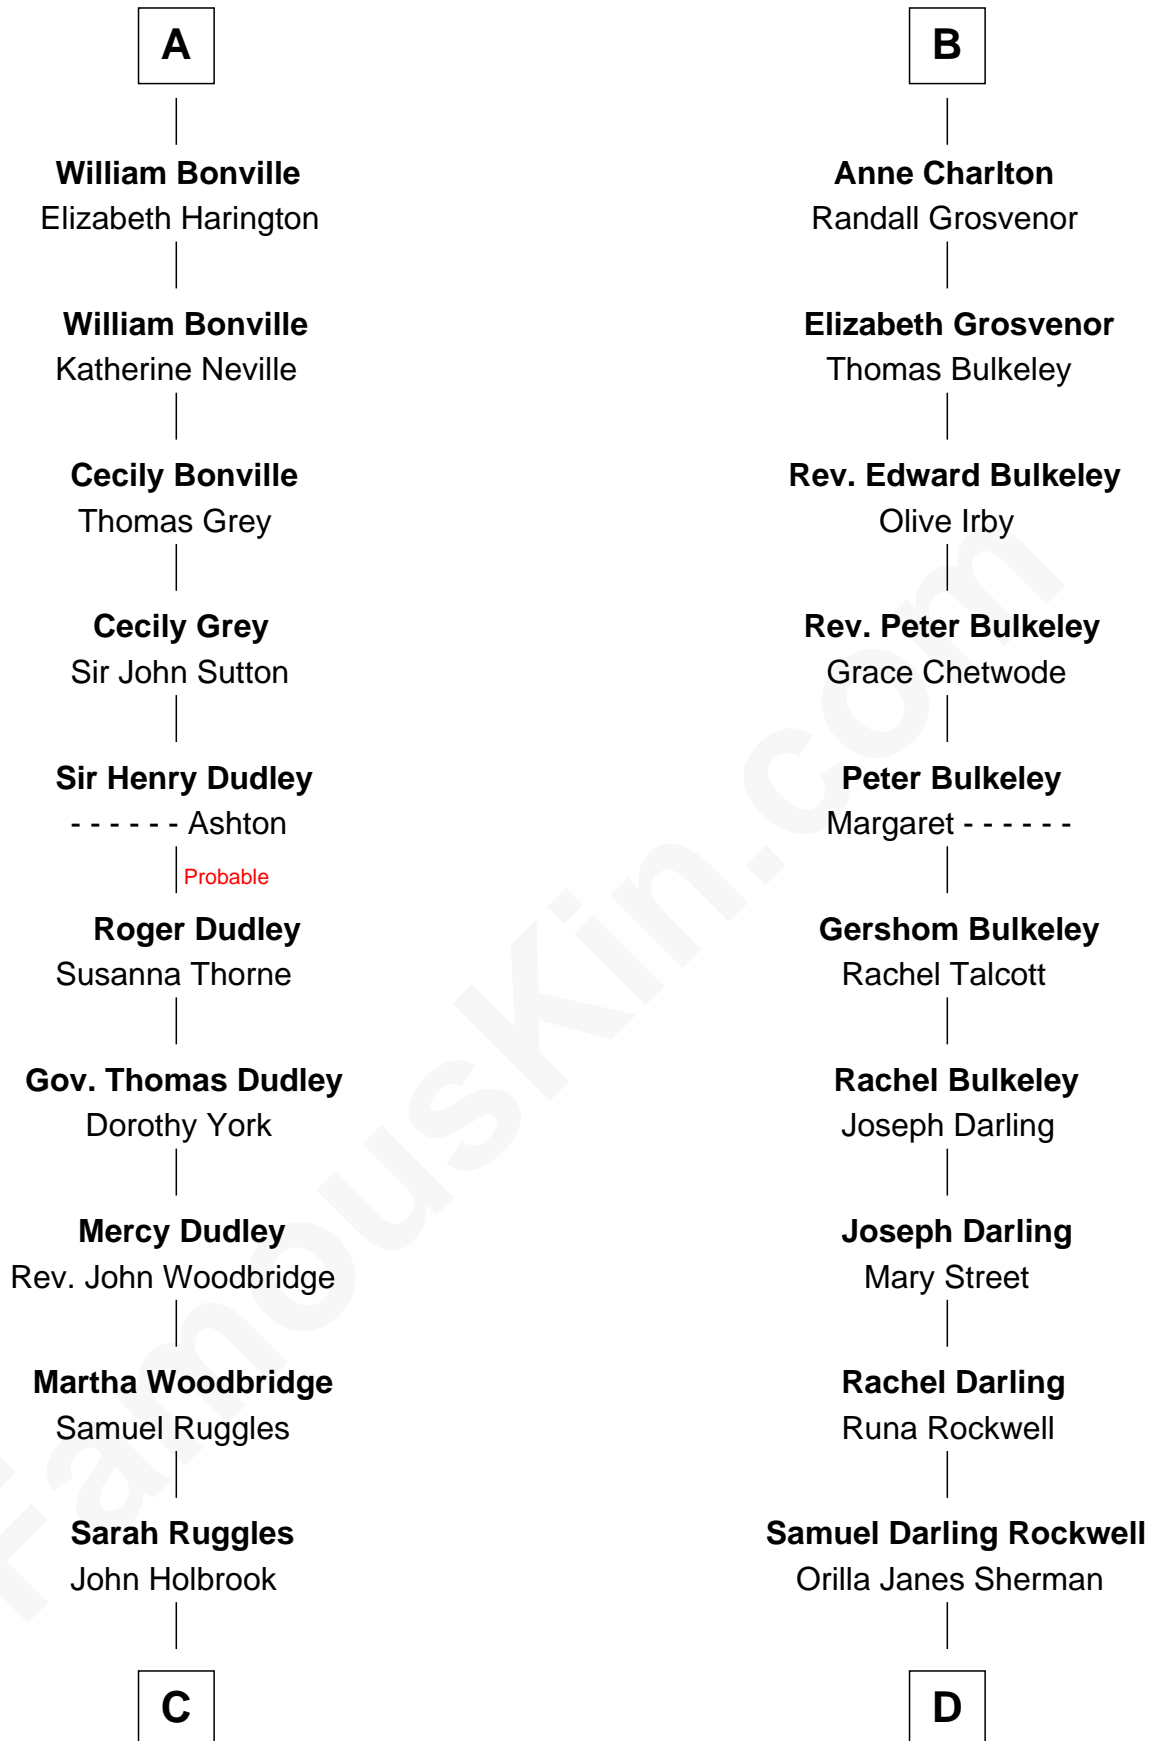 A
William Bonville
Elizabeth Harington
William Bonville
Katherine Neville
Cecily Bonville
Thomas Grey
Cecily Grey
Sir John Sutton
Sir Henry Dudley
- - - - - - Ashton
Probable
Roger Dudley
Susanna Thorne
Gov. Thomas Dudley
Dorothy York
Mercy Dudley
Rev. John Woodbridge
Martha Woodbridge
Samuel Ruggles
Sarah Ruggles
John Holbrook
C
B
Anne Charlton
Randall Grosvenor
Elizabeth Grosvenor
Thomas Bulkeley
Rev. Edward Bulkeley
Olive Irby
Rev. Peter Bulkeley
Grace Chetwode
Peter Bulkeley
Margaret - - - - - -
Gershom Bulkeley
Rachel Talcott
Rachel Bulkeley
Joseph Darling
Joseph Darling
Mary Street
Rachel Darling
Runa Rockwell
Samuel Darling Rockwell
Orilla Janes Sherman
D
FamousKin.com